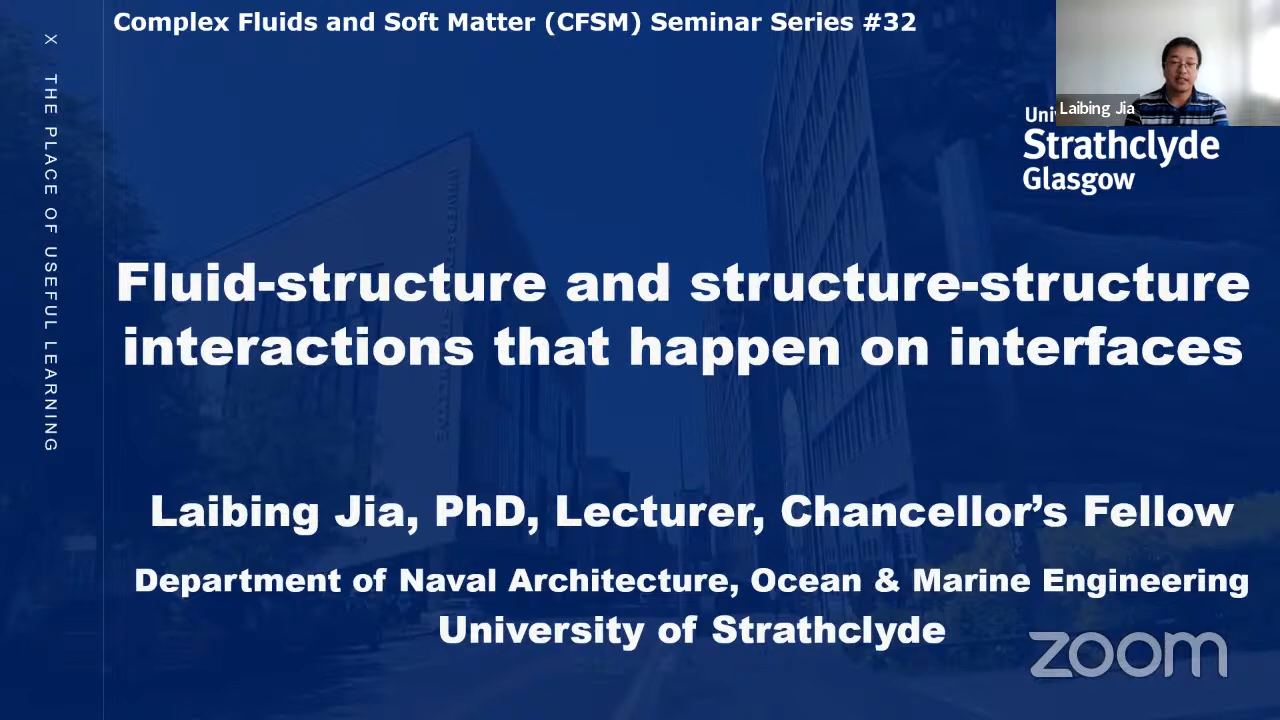 Complex Fluids and Soft Matter (CFSM) Seminar Series #32
X THE PLACE OF USEFUL LEARNING
Laibing Jia
Strathclyde
Glasgow
Fluid-structure and structure-structure
interactions that happen on interfaces
Laibing Jia, PhD, Lecturer, Chancellor’s Fellow
Department of Naval Architecture, Ocean & Marine Engineering
University of Strathclyde
zoom